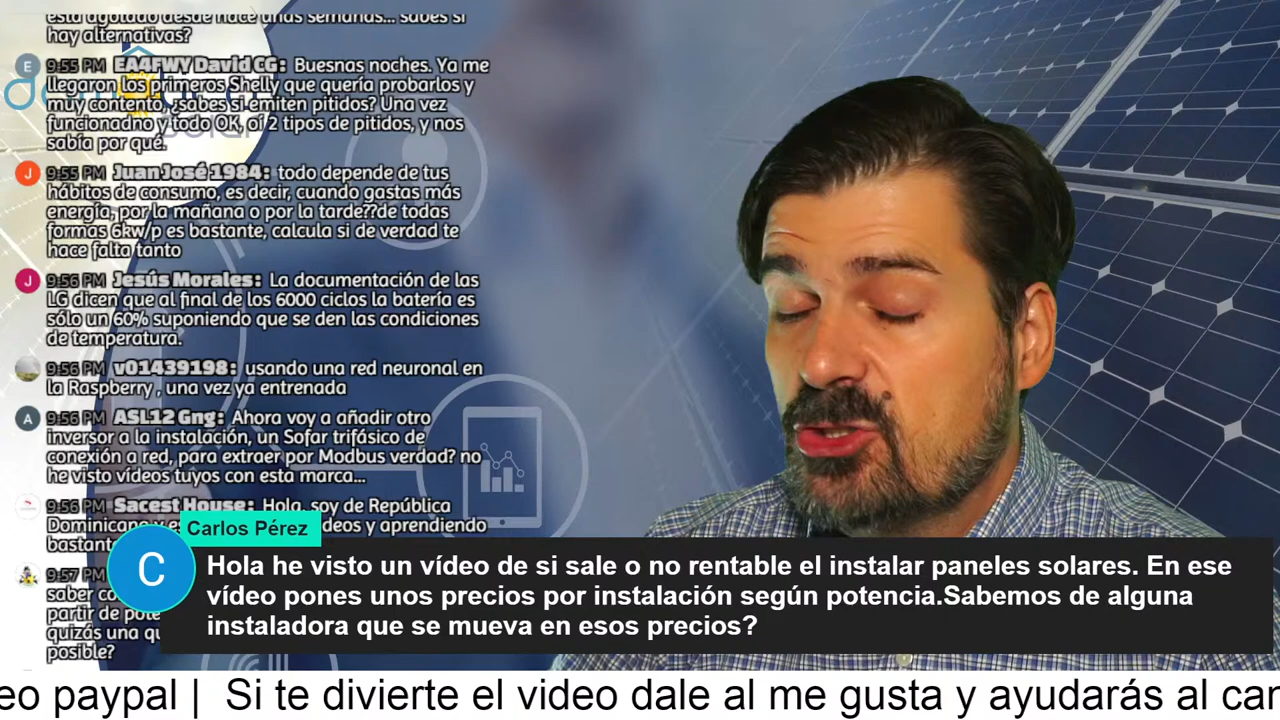 está agotado desde hace unas semanas... sabes si
hay alternativas?
E
9:55 PM EA4FWY David CG: Buesnas noches. Ya me
llegaron los primeros Shelly que quería probarlos y
muy contento, ¿sabes si emiten pitidos? Una vez
funcionadno y todo OK, oí 2 tipos de pitidos, y nos
sabía por qué.
J
9:55 PM JuanJosé 1984: todo depende de tus
hábitos de consumo, es decir, cuando gastas más
energía, por la mañana o por la tarde??de todas
formas 6kw/p es bastante, calcula si de verdad te
hace falta tanto
J
9:56 PM Jesús Morales: La documentación de las
LG dicen que al final de los 6000 ciclos la batería es
sólo un 60% suponiendo que se den las condiciones
de temperatura.
9:56 PM v01439198: usando una red neuronal en
la Raspberry , una vez ya entrenada
A
9:56 PM ASL12 Gng: Ahora voy a añadir otro
inversor a la instalación, un Sofar trifásico de
conexión a red, para extraer por Modbus verdad? no
he visto vídeos tuyos con esta marca...
9:56 PM Sacest House: Hola, soy de República
Dominicana y es deos y aprendiendo
bastant
9:57 PM
saber co
partir de pote
quizás una qu
posible?
Carlos Pérez
C
Hola he visto un vídeo de si sale o no rentable el instalar paneles solares. En ese
vídeo pones unos precios por instalación según potencia.Sabemos de alguna
instaladora que se mueva en esos precios?
eo paypal | Si te divierte el video dale al me gusta y ayudarás al can